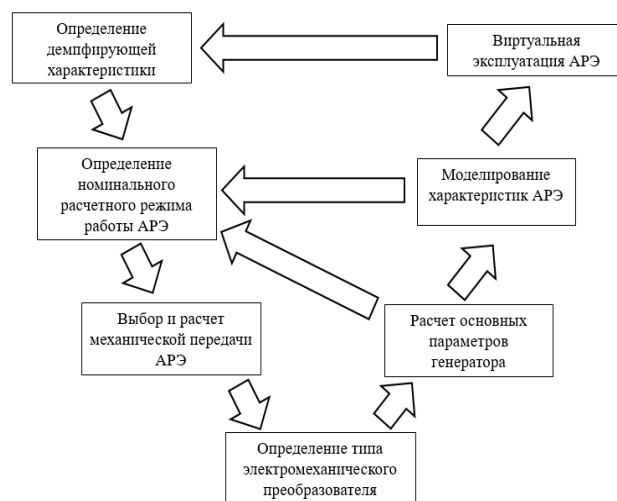 Определение
демпфирующей
характеристики
Виртуальная
эксплуатация АРЭ
Определение
номинального
расчетного режима
работы АРЭ
Моделирование
характеристик АРЭ
Выбор и расчет
механической передачи
АРЭ
Расчет основных
параметров
генератора
Определение типа
электромеханического
преобразователя